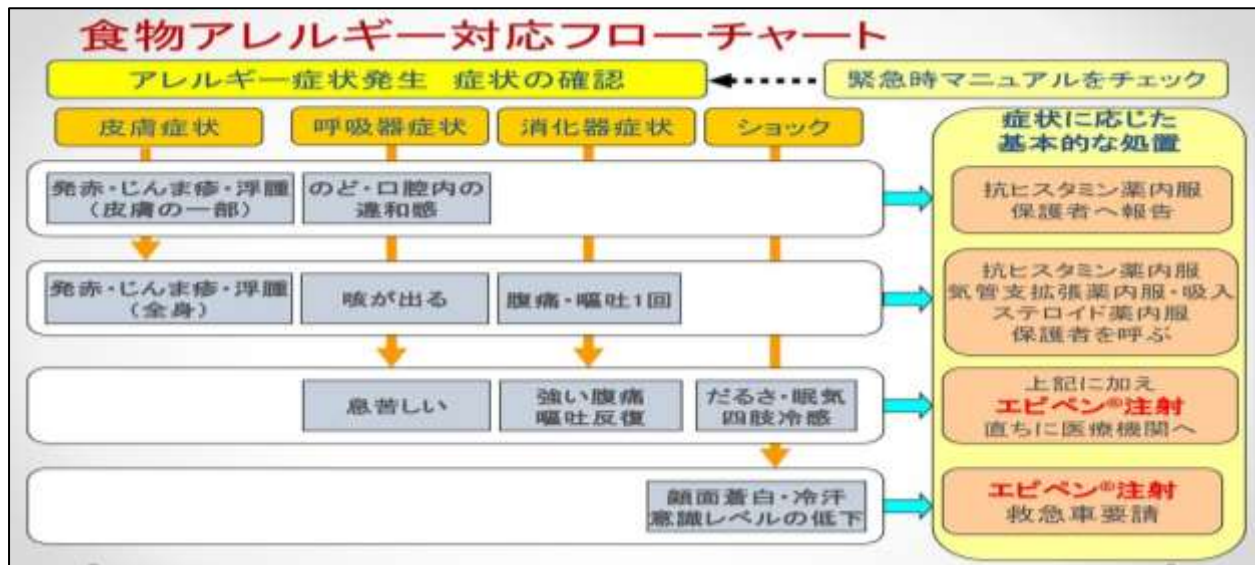 食物アレルギー対応フローチャート
アレルギー症状発生 症状の確認
緊急時マニュアルをチェック
皮膚症状
呼吸器症状
消化器症状
ショック
症状に応じた
基本的な処置
発赤・じんま疹・浮腫
(皮膚の一部)
のど・口腔内の
違和感
抗ヒスタミン薬内服
保護者へ報告
発赤・じんま疹・浮腫
(全身)
咳が出る
腹痛・嘔吐1回
抗ヒスタミン薬内服
気管支拡張薬内服・吸入
ステロイド薬内服
保護者を呼ぶ
息苦しい
強い腹痛
嘔吐反復
だるさ・眠気
四肢冷感
上記に加え
エピペン®注射
直ちに医療機関へ
顔面蒼白・冷汗
意識レベルの低下
エピペン®注射
救急車要請